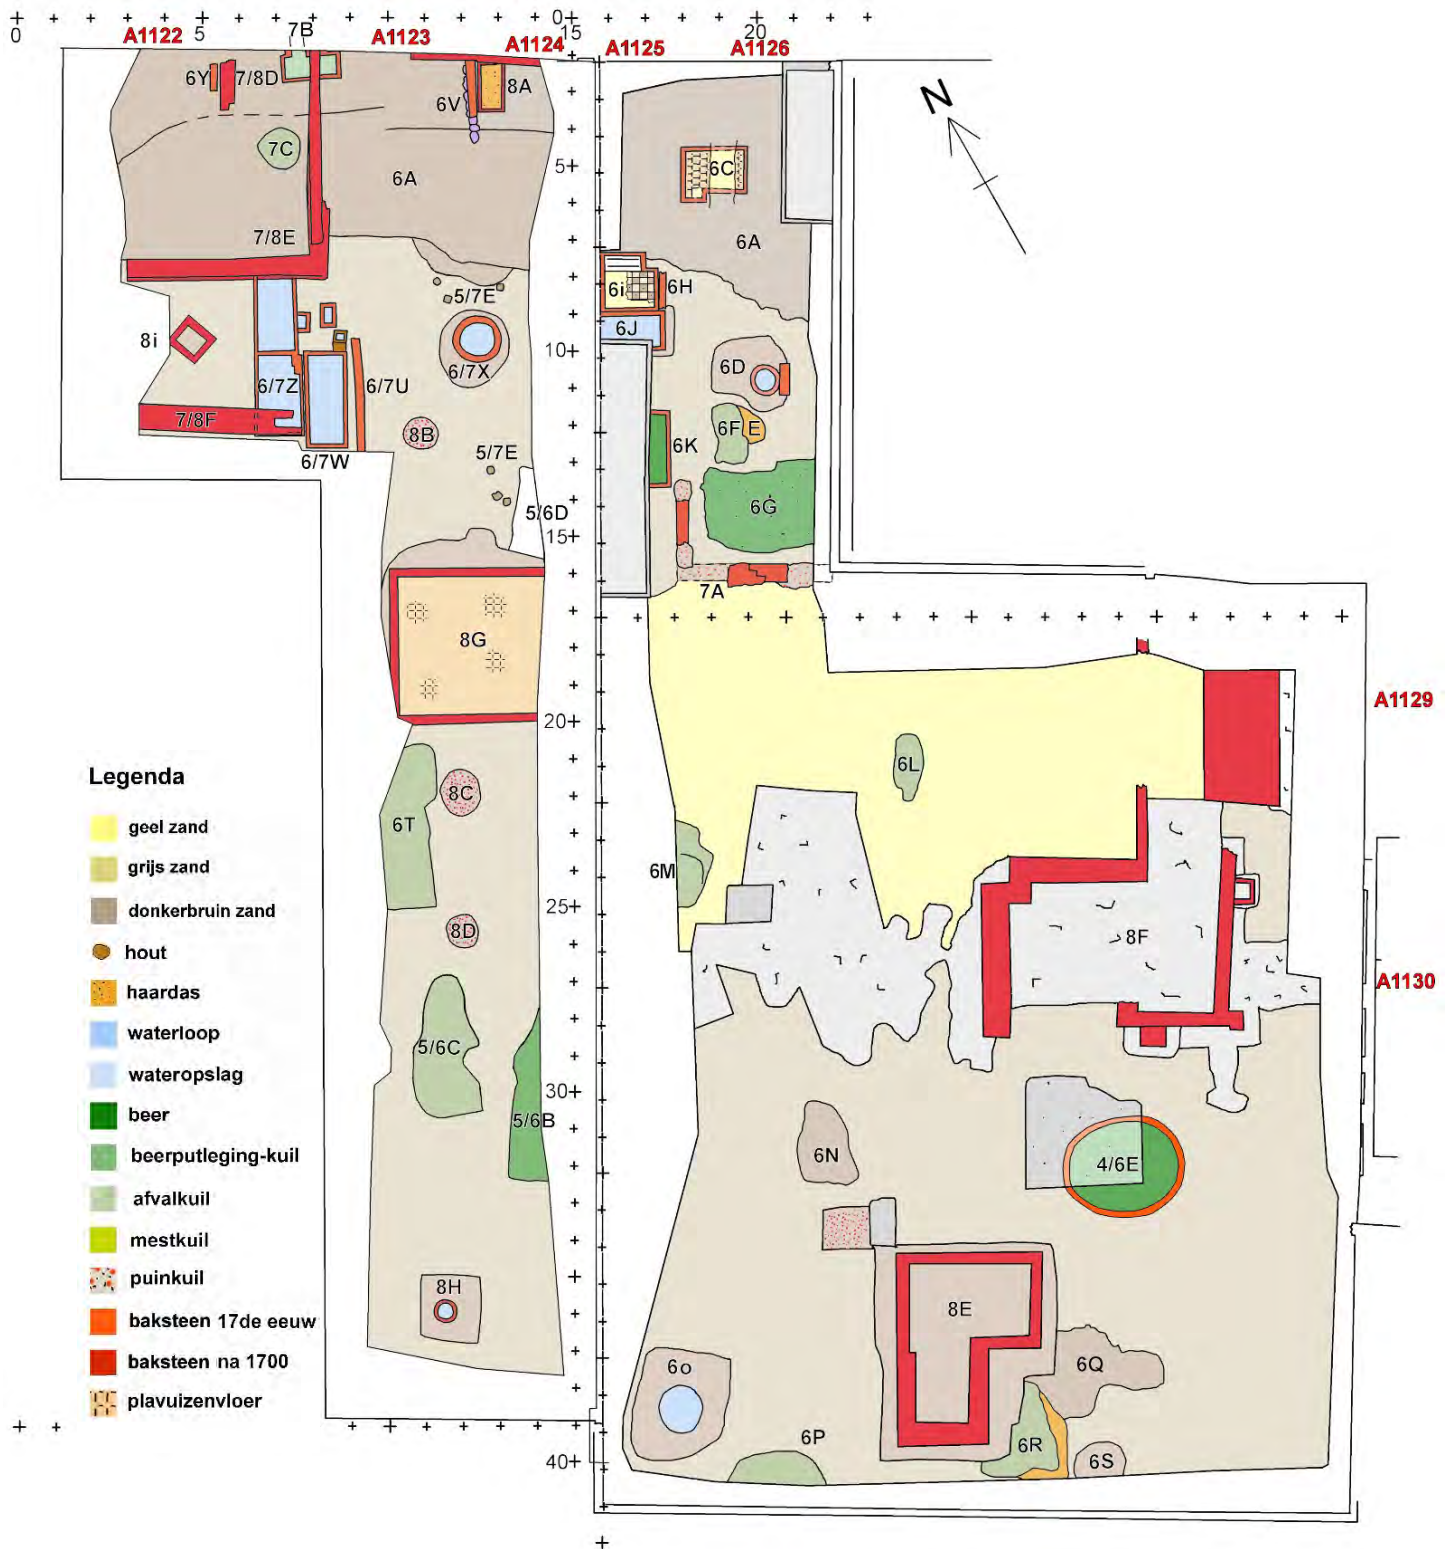 0
A1122
5
7B
A1123
A1124
0
15
A1125
20
A1126
N
6Y
7/8D
6V
8A
7C
6A
5
6C
6A
7/8E
5/7E
6i
6H
6J
8i
10
6/7Z
6/7U
6/7X
6D
7/8F
8B
6K
6F
E
6/7W
5/7E
5/6D
6G
15
7A
8G
20
A1129
6L
8C
6T
6M
25
8D
8F
A1130
5/6C
30
5/6B
6N
4/6E
8H
8E
6o
6Q
6P
6R
6S
40
Legenda
geel zand
grijs zand
donkerbruin zand
hout
haardas
waterloop
wateropslag
beer
beerputleging-kuil
afvalkuil
mestkuil
puinkuil
baksteen 17de eeuw
baksteen na 1700
plavuizenvloer